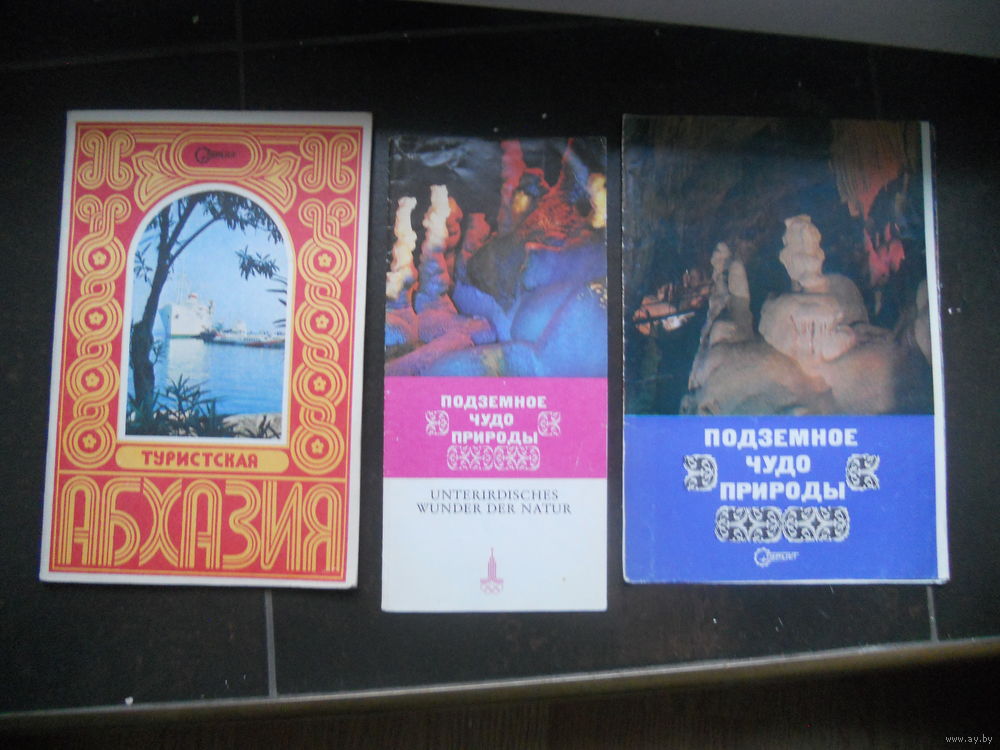 ТУРИСТСКАЯ
АБХАЗИЯ
ПОДЗЕМНОЕ
ЧУДО
ПРИРОДЫ
UNTERIRDISCHES
WUNDER DER NATUR
ПОДЗЕМНОЕ
ЧУДО
ПРИРОДЫ
www.ay.by